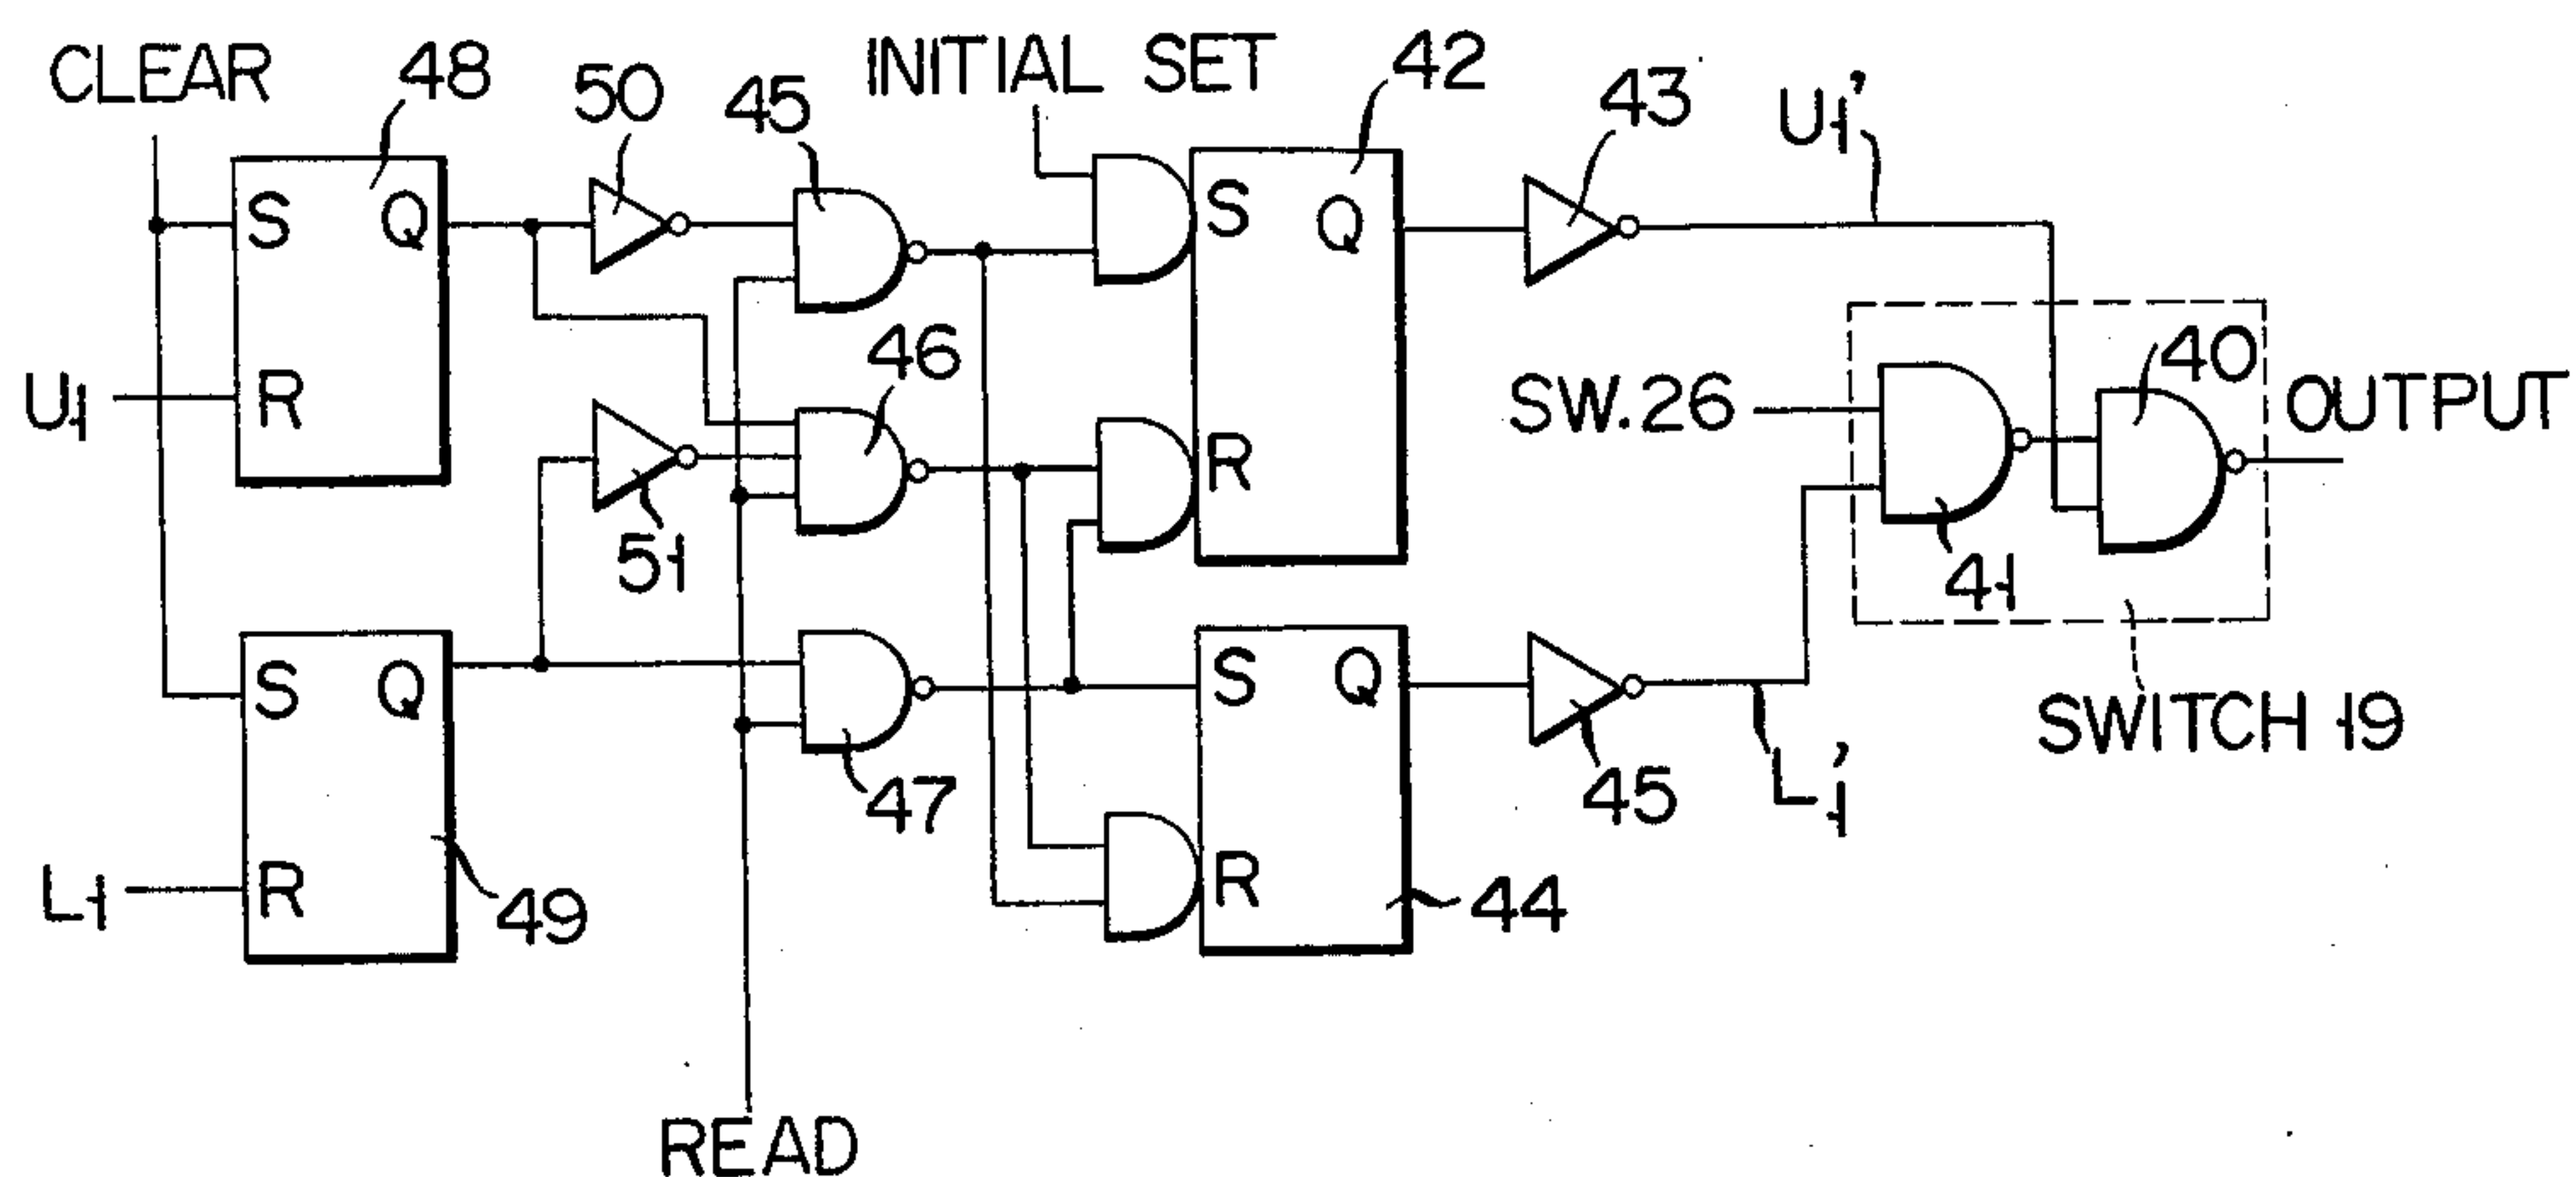 CLEAR
48
50
45
INITIAL SET
42
43
U₁'
S
Q
S
Q
46
40
U₁
R
SW.26
OUTPUT
R
51
41
S
Q
S
Q
SWITCH 19
47
45
L₁'
L₁
R
49
R
44
READ